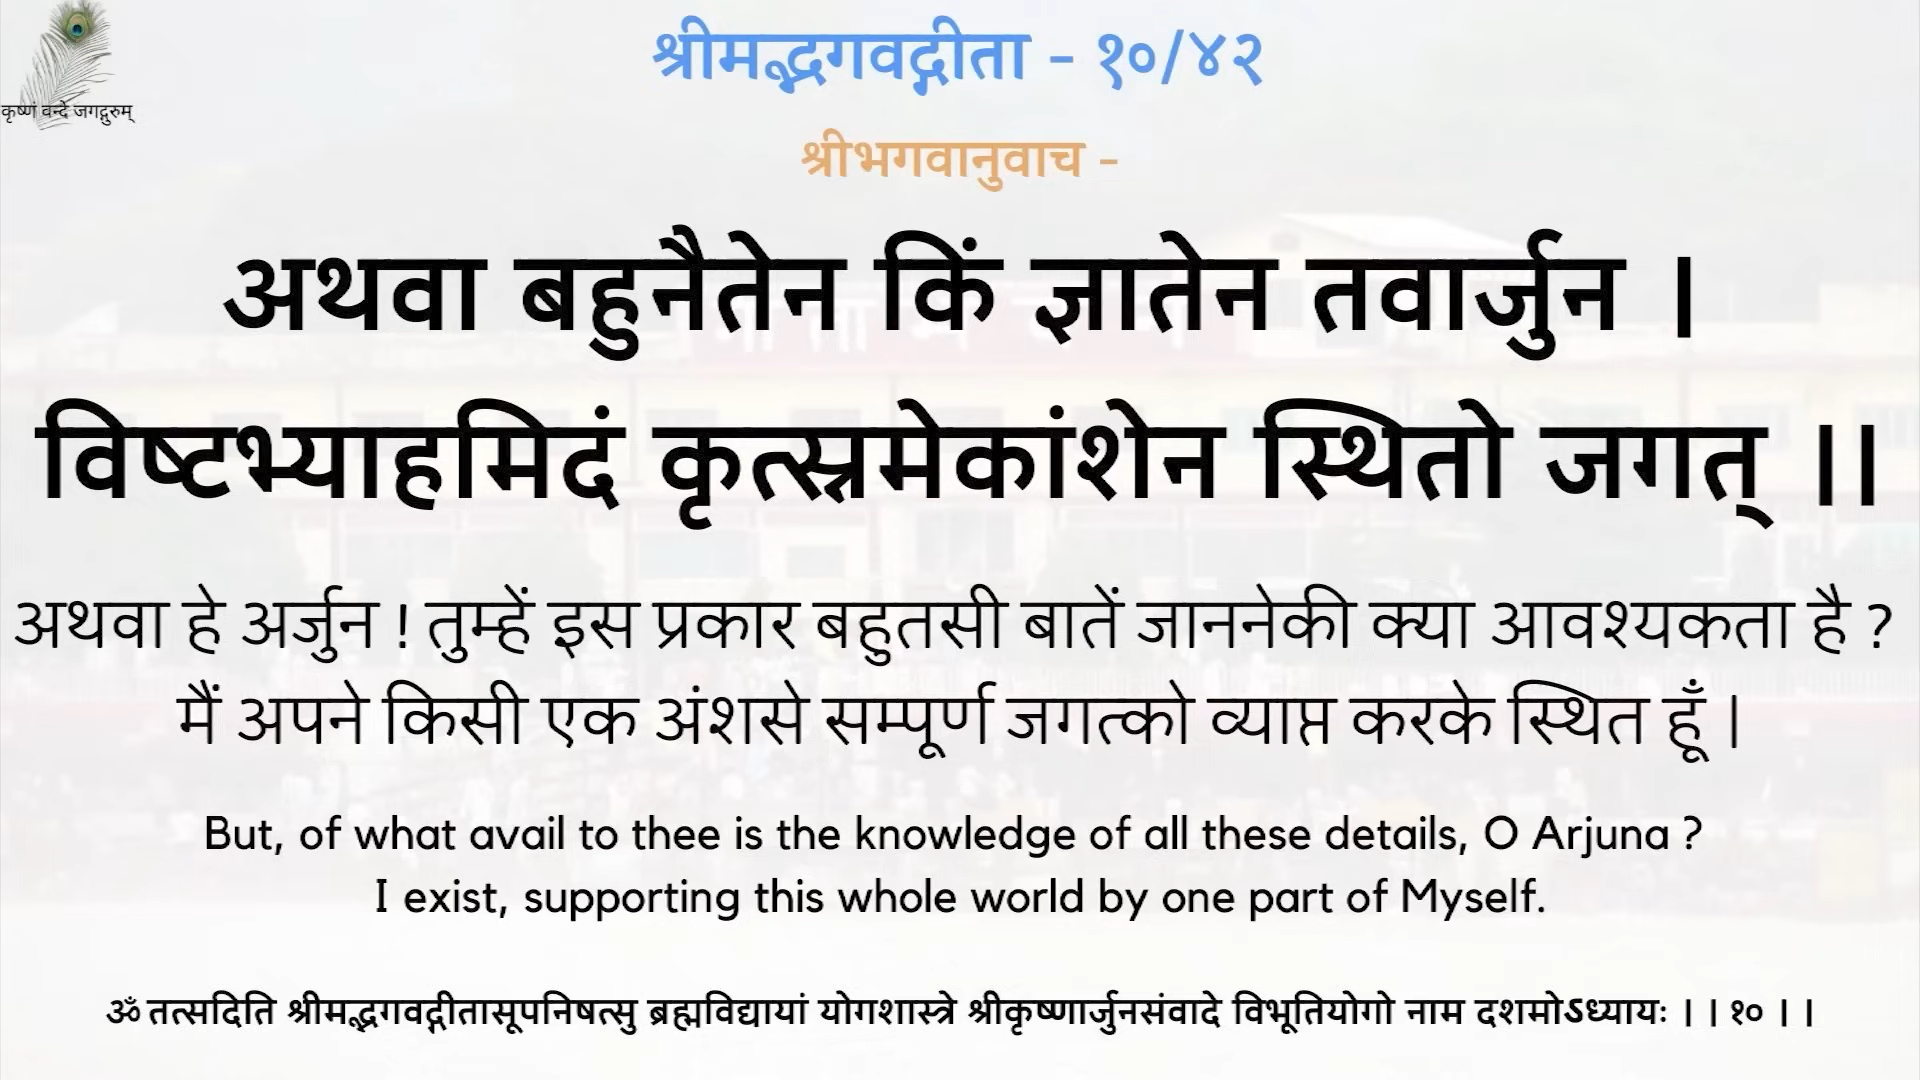 श्रीमद्भगवद्गीता - १०/४२
कृष्णं वन्दे जगद्गुरुम्
श्रीभगवानुवाच -
अथवा बहुनैतेन किं ज्ञातेन तवार्जुन ।
विष्टभ्याहमिदं कृत्स्नमेकांशेन स्थितो जगत् ।।
अथवा हे अर्जुन ! तुम्हें इस प्रकार बहुतसी बातें जाननेकी क्या आवश्यकता है ?
मैं अपने किसी एक अंशसे सम्पूर्ण जगत्को व्याप्त करके स्थित हूँ ।
But, of what avail to thee is the knowledge of all these details, O Arjuna ?
I exist, supporting this whole world by one part of Myself.
ॐ तत्सदिति श्रीमद्भगवद्गीतासूपनिषत्सु ब्रह्मविद्यायां योगशास्त्रे श्रीकृष्णार्जुनसंवादे विभूतियोगो नाम दशमोऽध्यायः ।। १० ।।